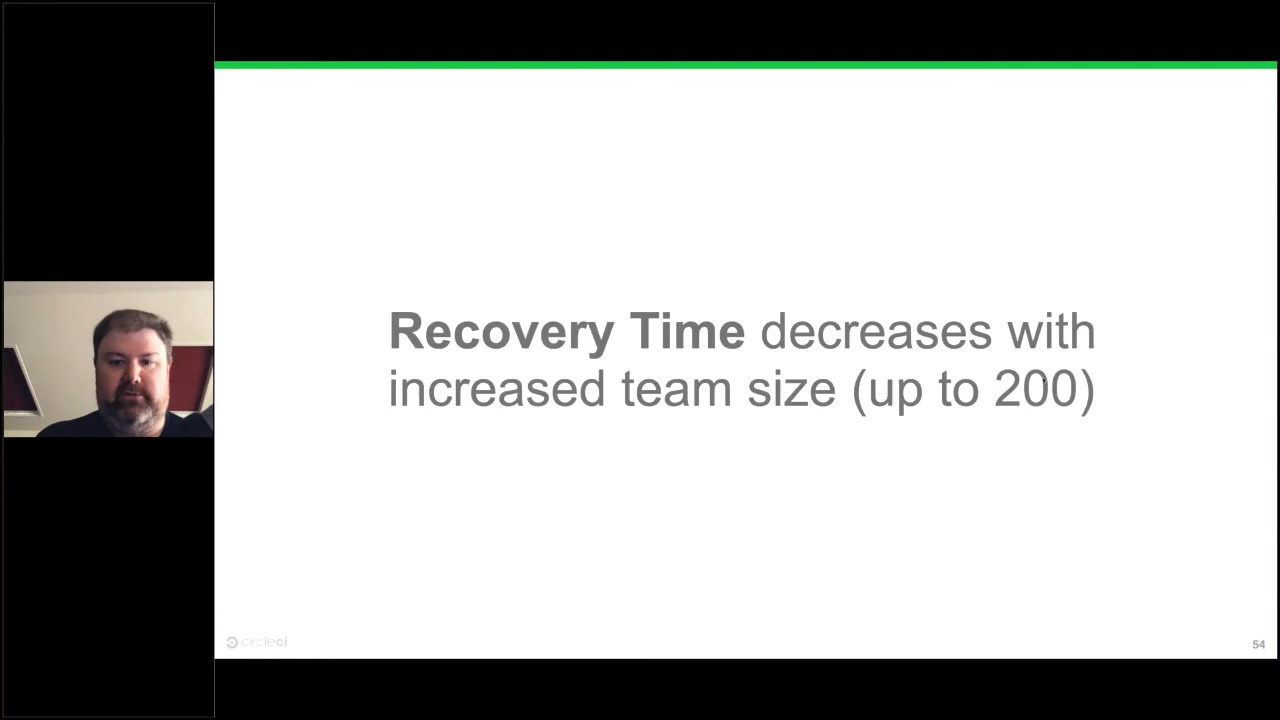 Recovery Time decreases with
increased team size (up to 200)
circleci
54